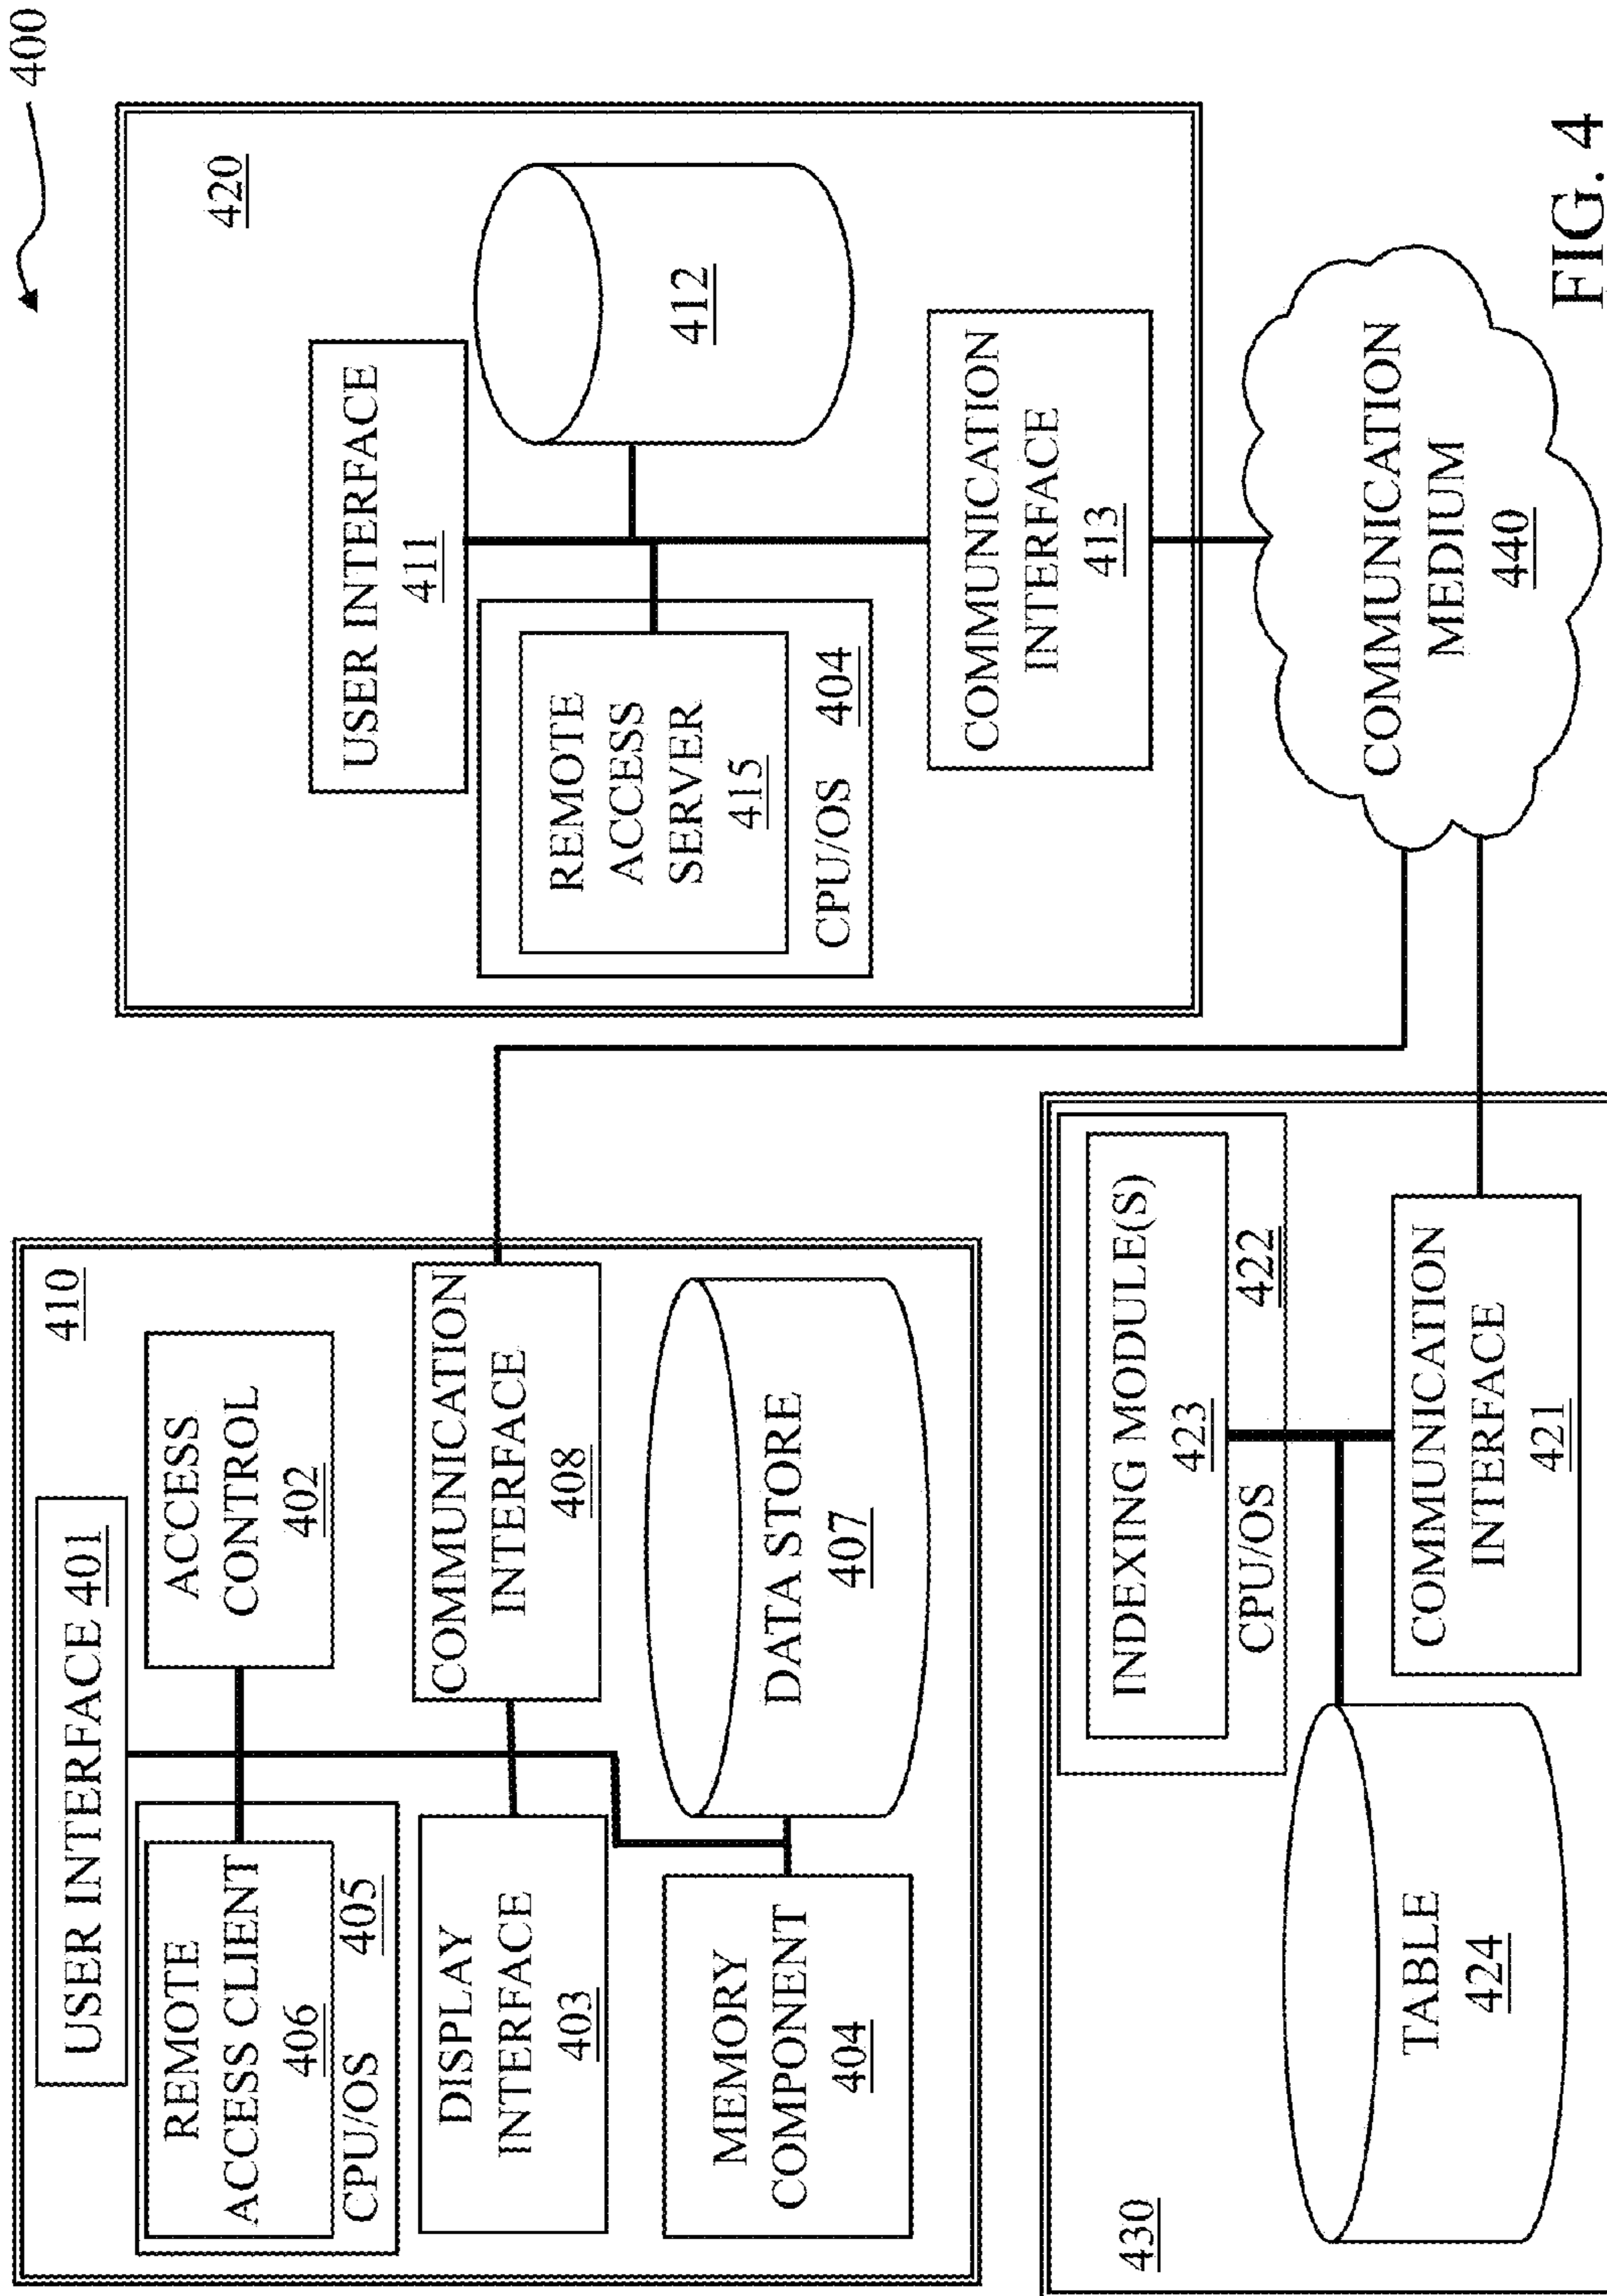 400
410
USER INTERFACE 401
REMOTE
ACCESS CLIENT
406
CPU/OS 405
ACCESS
CONTROL
402
DISPLAY
INTERFACE
403
COMMUNICATION
INTERFACE
408
MEMORY
COMPONENT
404
DATA STORE
407
420
USER INTERFACE
411
REMOTE
ACCESS
SERVER
415
CPU/OS 404
412
COMMUNICATION
INTERFACE
413
430
INDEXING MODULE(S)
423
CPU/OS 422
TABLE
424
COMMUNICATION
INTERFACE
421
COMMUNICATION
MEDIUM
440
FIG. 4